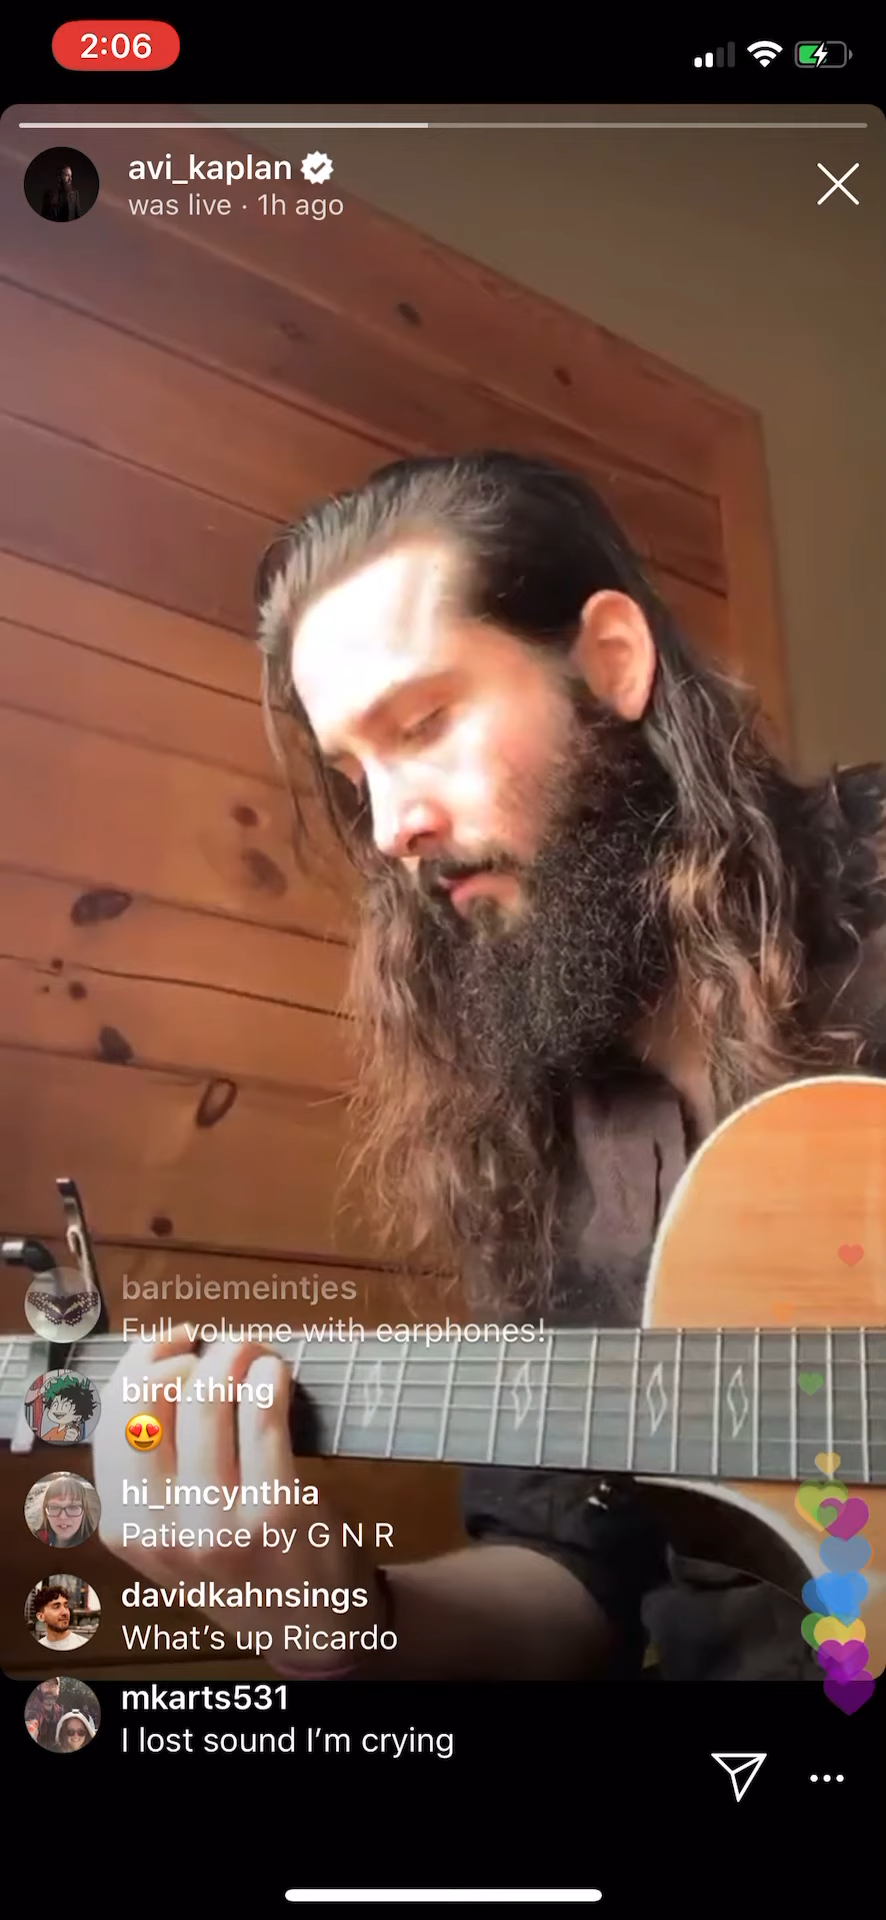 2:06
avi_kaplan
was live · 1h ago
barbiemeintjes
Full volume with earphones!
bird.thing
😍
hi_imcynthia
Patience by G N R
davidkahnsings
What’s up Ricardo
mkarts531
I lost sound I’m crying